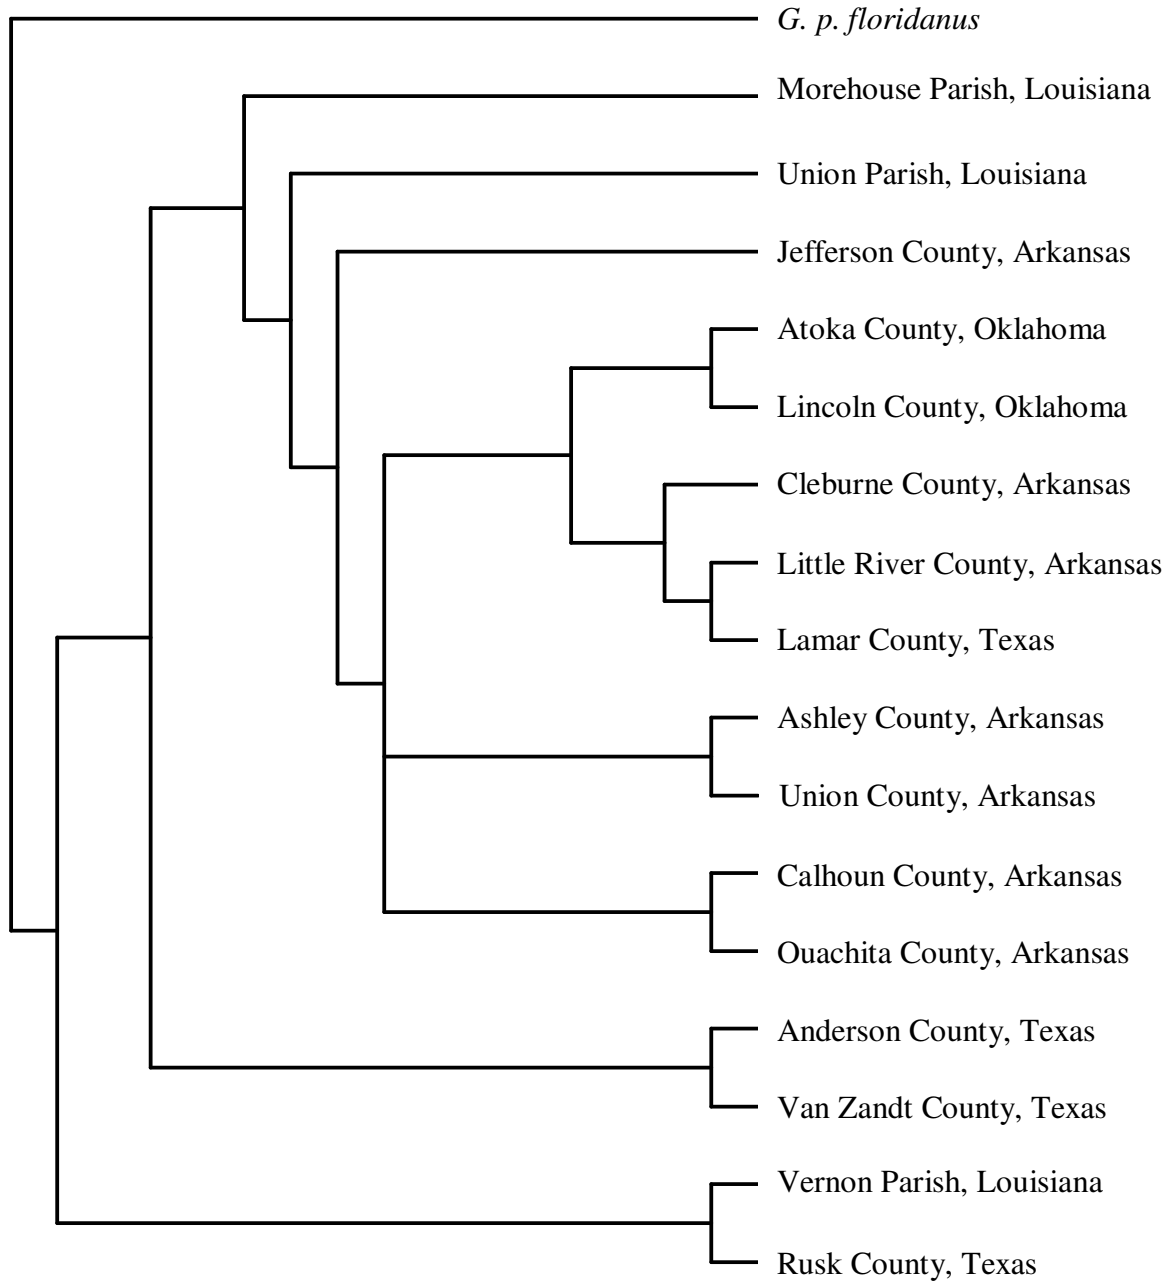 G. p. floridanus
Morehouse Parish, Louisiana
Union Parish, Louisiana
Jefferson County, Arkansas
Atoka County, Oklahoma
Lincoln County, Oklahoma
Cleburne County, Arkansas
Little River County, Arkansas
Lamar County, Texas
Ashley County, Arkansas
Union County, Arkansas
Calhoun County, Arkansas
Ouachita County, Arkansas
Anderson County, Texas
Van Zandt County, Texas
Vernon Parish, Louisiana
Rusk County, Texas